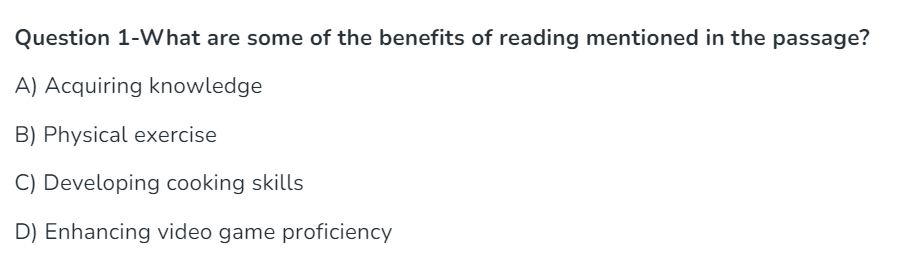 Question 1-What are some of the benefits of reading mentioned in the passage?
A) Acquiring knowledge
B) Physical exercise
C) Developing cooking skills
D) Enhancing video game proficiency